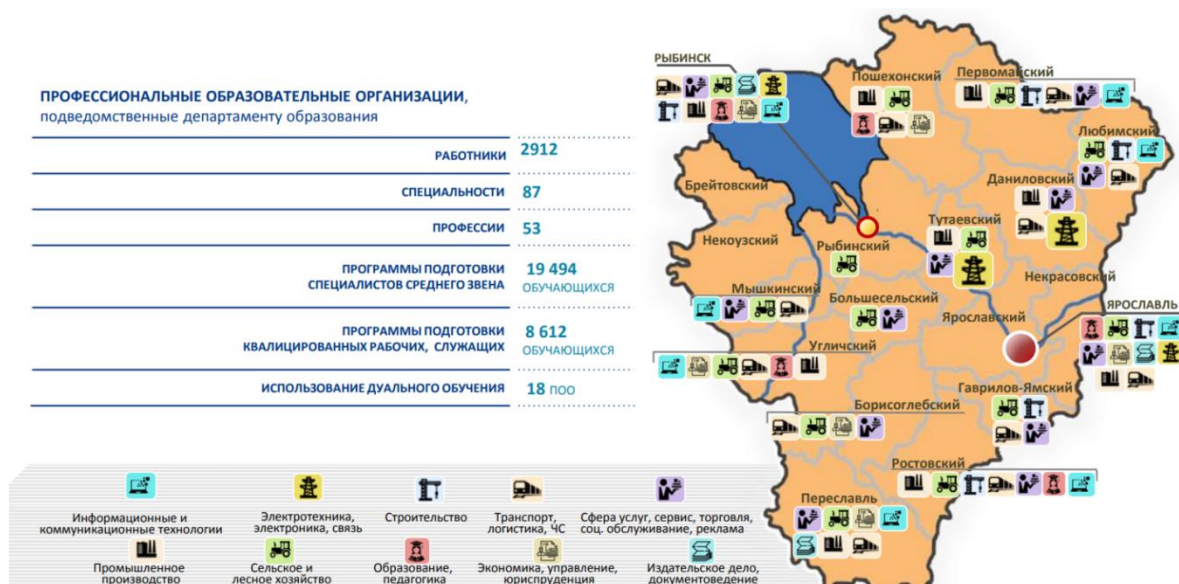 ПРОФЕССИОНАЛЬНЫЕ ОБРАЗОВАТЕЛЬНЫЕ ОРГАНИЗАЦИИ,
подведомственные департаменту образования
РАБОТНИКИ 2912
СПЕЦИАЛЬНОСТИ 87
ПРОФЕССИИ 53
ПРОГРАММЫ ПОДГОТОВКИ 19 494
СПЕЦИАЛИСТОВ СРЕДНЕГО ЗВЕНА ОБУЧАЮЩИХСЯ
ПРОГРАММЫ ПОДГОТОВКИ 8 612
КВАЛИЦИРОВАННЫХ РАБОЧИХ, СЛУЖАЩИХ ОБУЧАЮЩИХСЯ
ИСПОЛЬЗОВАНИЕ ДУАЛЬНОГО ОБУЧЕНИЯ 18 ПОО
РЫБИНСК
Пошехонский
Первомайский
Любимский
Даниловский
Брейтовский
Тутаевский
Некоузский
Рыбинский
Некрасовский
Мышкинский
Большесельский
ЯРОСЛАВЛЬ
Ярославский
Угличский
Гаврилов-Ямский
Борисоглебский
Ростовский
Переславль
Информационные и
коммуникационные технологии
Электротехника,
электроника, связь
Строительство
Транспорт,
логистика, ЧС
Сфера услуг, сервис, торговля,
соц. обслуживание, реклама
Промышленное
производство
Сельское и
лесное хозяйство
Образование,
педагогика
Экономика, управление,
юриспруденция
Издательское дело,
документоведение